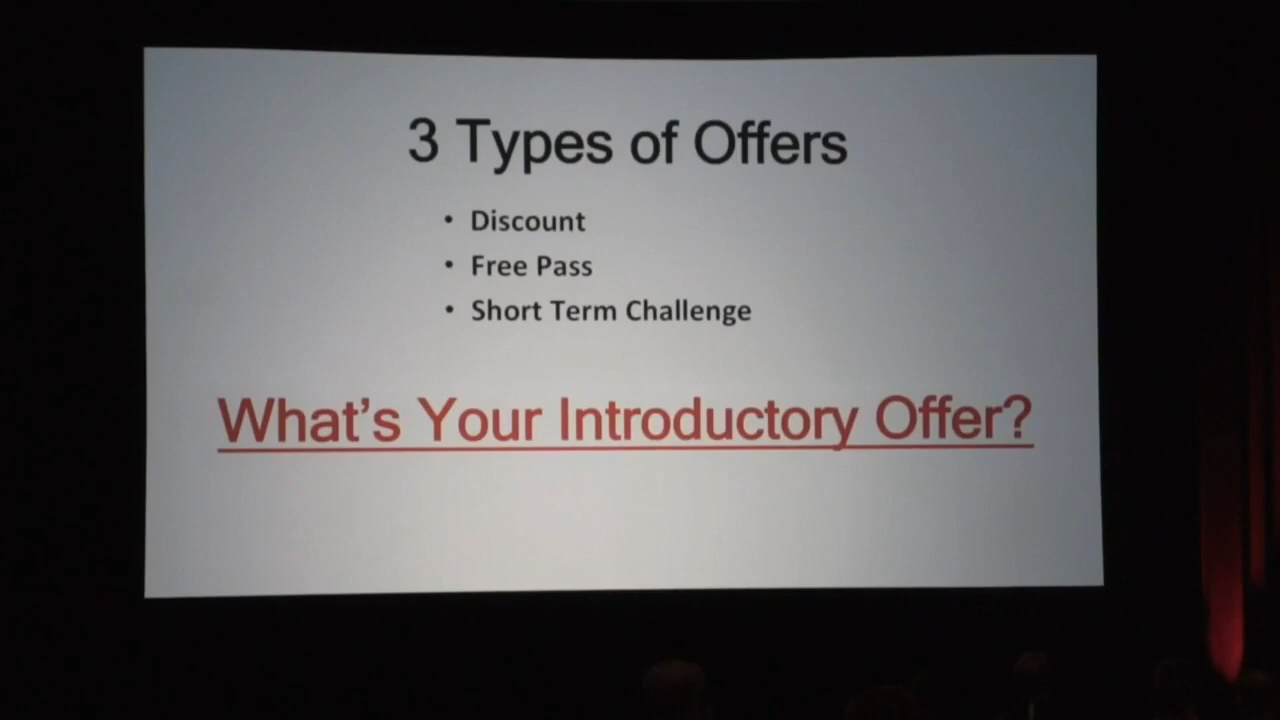 3 Types of Offers
• Discount
• Free Pass
• Short Term Challenge
What's Your Introductory Offer?